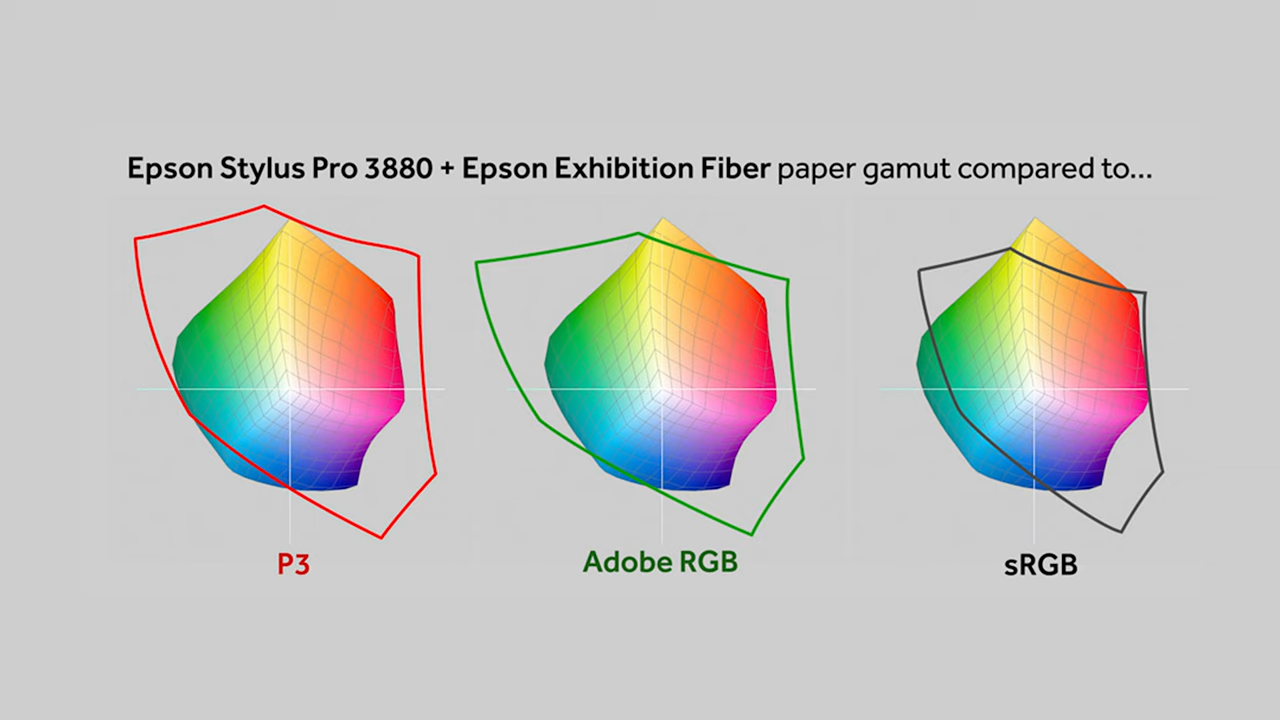 Epson Stylus Pro 3880 + Epson Exhibition Fiber paper gamut compared to...
P3
Adobe RGB
sRGB